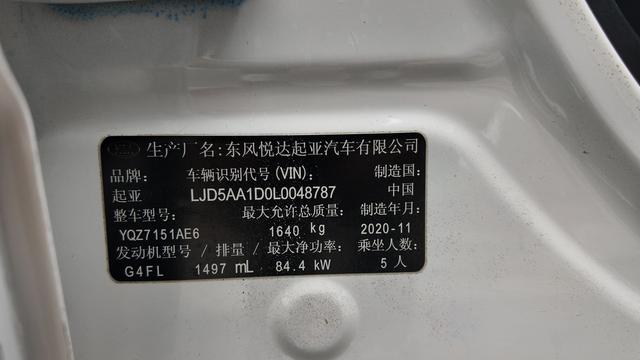 KIA 生产厂名:东风悦达起亚汽车有限公司
品牌: 车辆识别代号(VIN): 制造国:
起亚 LJD5AA1D0L0048787 中国
整车型号: 最大允许总质量: 制造年月:
YQZ7151AE6 1640 kg 2020-11
发动机型号 / 排量 / 最大净功率: 乘坐人数:
G4FL 1497 mL 84.4 kW 5 人